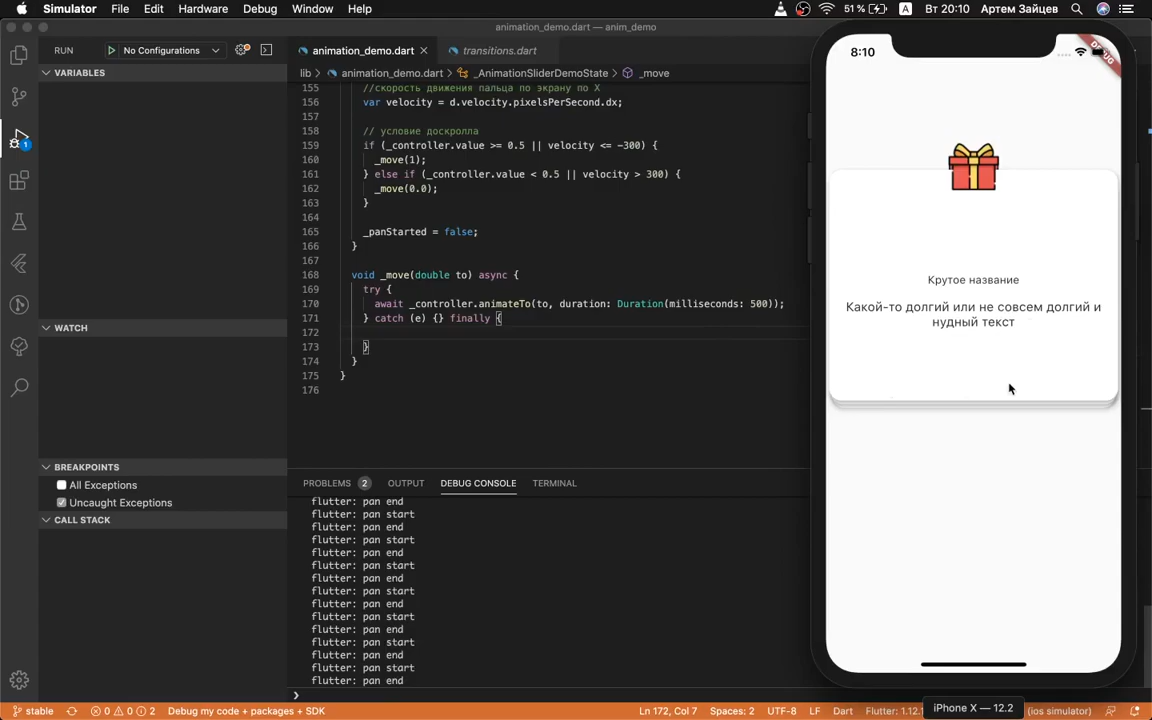 Simulator File Edit Hardware Debug Window Help
51 % A Вт 20:10 Артем Зайцев
animation_demo.dart — anim_demo
RUN No Configurations
animation_demo.dart transitions.dart
lib › animation_demo.dart › _AnimationSliderDemoState › _move
VARIABLES
WATCH
BREAKPOINTS
All Exceptions
Uncaught Exceptions
CALL STACK
1
155 //скорость движения пальца по экрану по X
156 var velocity = d.velocity.pixelsPerSecond.dx;
157
158 // условие доскролла
159 if (_controller.value >= 0.5 || velocity <= -300) {
160 _move(1);
161 } else if (_controller.value < 0.5 || velocity > 300) {
162 _move(0.0);
163 }
164
165 _panStarted = false;
166 }
167
168 void _move(double to) async {
169 try {
170 await _controller.animateTo(to, duration: Duration(milliseconds: 500));
171 } catch (e) {} finally {
172
173 }
174 }
175 }
176
PROBLEMS 2 OUTPUT DEBUG CONSOLE TERMINAL
flutter: pan end
flutter: pan start
flutter: pan end
flutter: pan start
flutter: pan end
flutter: pan start
flutter: pan end
flutter: pan start
flutter: pan end
flutter: pan start
flutter: pan end
flutter: pan start
flutter: pan end
flutter: pan start
flutter: pan end
8:10
Крутое название
Какой-то долгий или не совсем долгий и
нудный текст
iPhone X — 12.2
stable 0 0 2 Debug my code + packages + SDK Ln 172, Col 7 Spaces: 2 UTF-8 LF Dart Flutter: 1.12.1 (ios simulator)